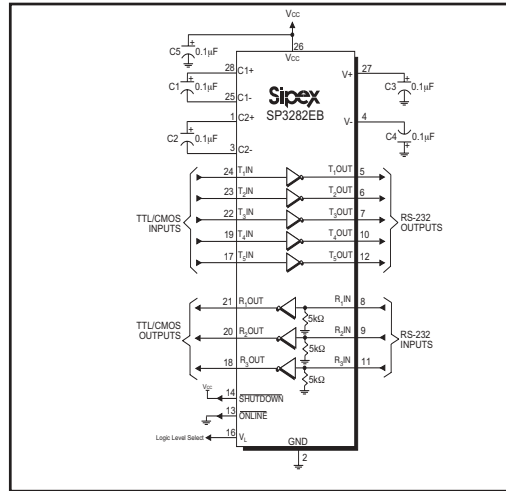 VCC
26
VCC
C5 + 0.1µF
28 C1+
C1 + 0.1µF
25 C1-
1 C2+
C2 + 0.1µF
3 C2-
Sipex
SP3282EB
V+ 27
C3 + 0.1µF
V- 4
C4 0.1µF +
TTL/CMOS
INPUTS
24 T1IN T1OUT 5
23 T2IN T2OUT 6
22 T3IN T3OUT 7
19 T4IN T4OUT 10
17 T5IN T5OUT 12
RS-232
OUTPUTS
TTL/CMOS
OUTPUTS
21 R1OUT R1IN 8
5kΩ
20 R2OUT R2IN 9
5kΩ
18 R3OUT R3IN 11
5kΩ
RS-232
INPUTS
VCC
14 SHUTDOWN
13 ONLINE
Logic Level Select 16 VL
GND
2